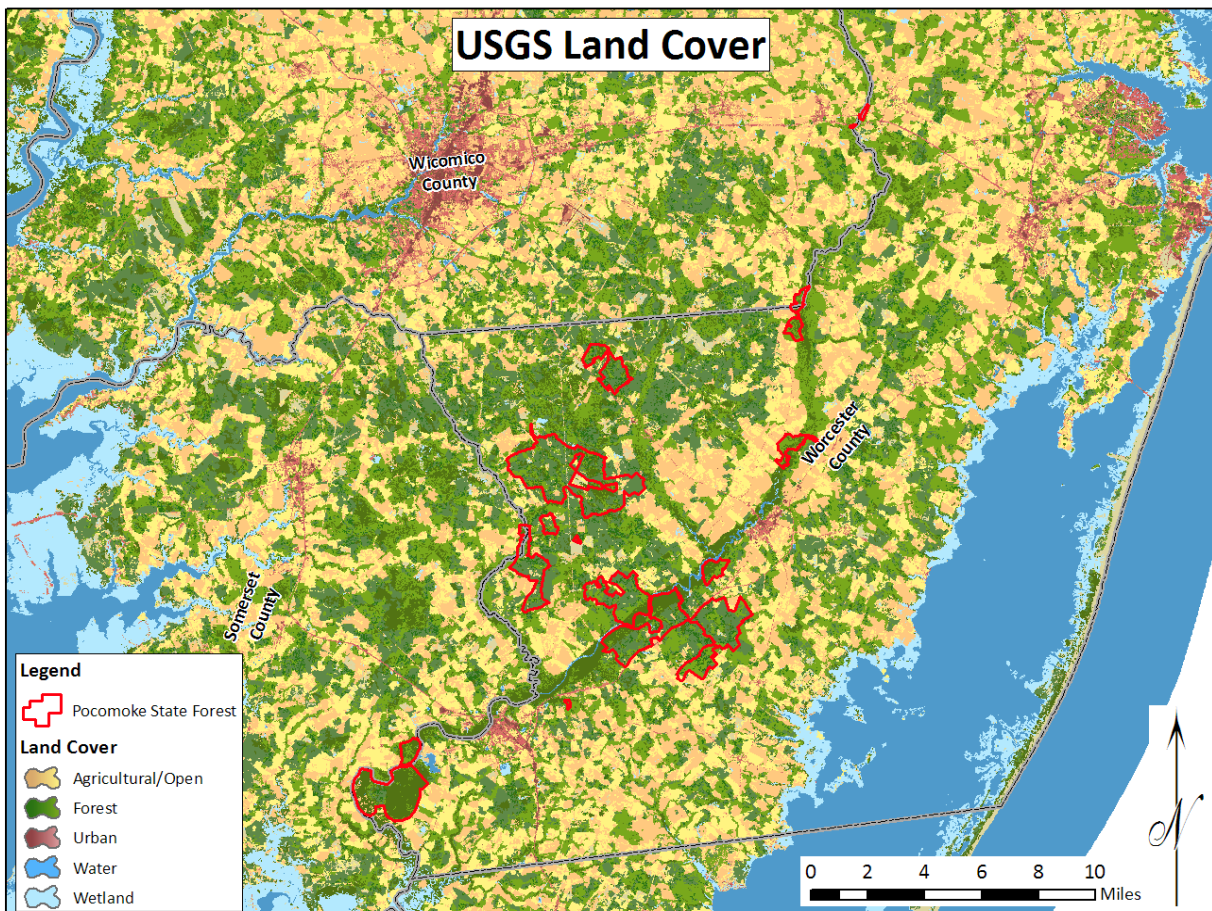 USGS Land Cover
Wicomico
County
Worcester
County
Somerset
County
Legend
Pocomoke State Forest
Land Cover
Agricultural/Open
Forest
Urban
Water
Wetland
N
0 2 4 6 8 10
Miles